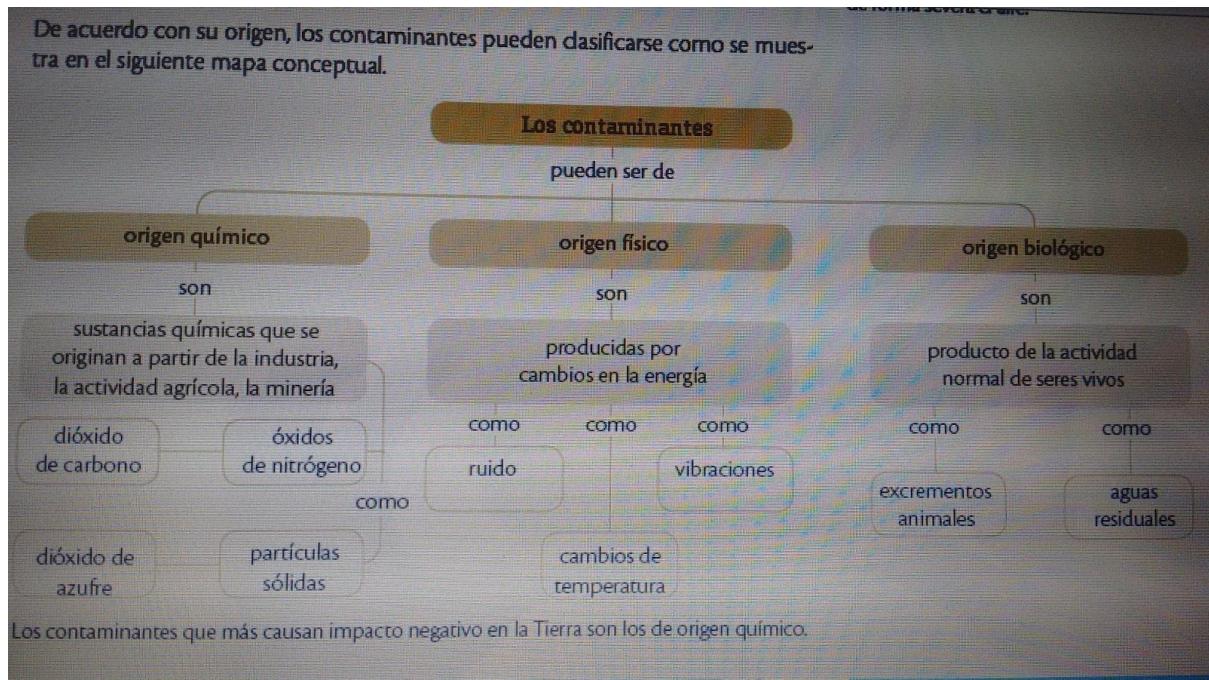 De acuerdo con su origen, los contaminantes pueden clasificarse como se mues-
tra en el siguiente mapa conceptual.
Los contaminantes
pueden ser de
origen químico
origen físico
origen biológico
son
son
son
sustancias químicas que se
originan a partir de la industria,
la actividad agrícola, la minería
producidas por
cambios en la energía
producto de la actividad
normal de seres vivos
como
como
como
como
como
dióxido
de carbono
óxidos
de nitrógeno
ruido
vibraciones
como
excrementos
animales
aguas
residuales
dióxido de
azufre
partículas
sólidas
cambios de
temperatura
Los contaminantes que más causan impacto negativo en la Tierra son los de origen químico.